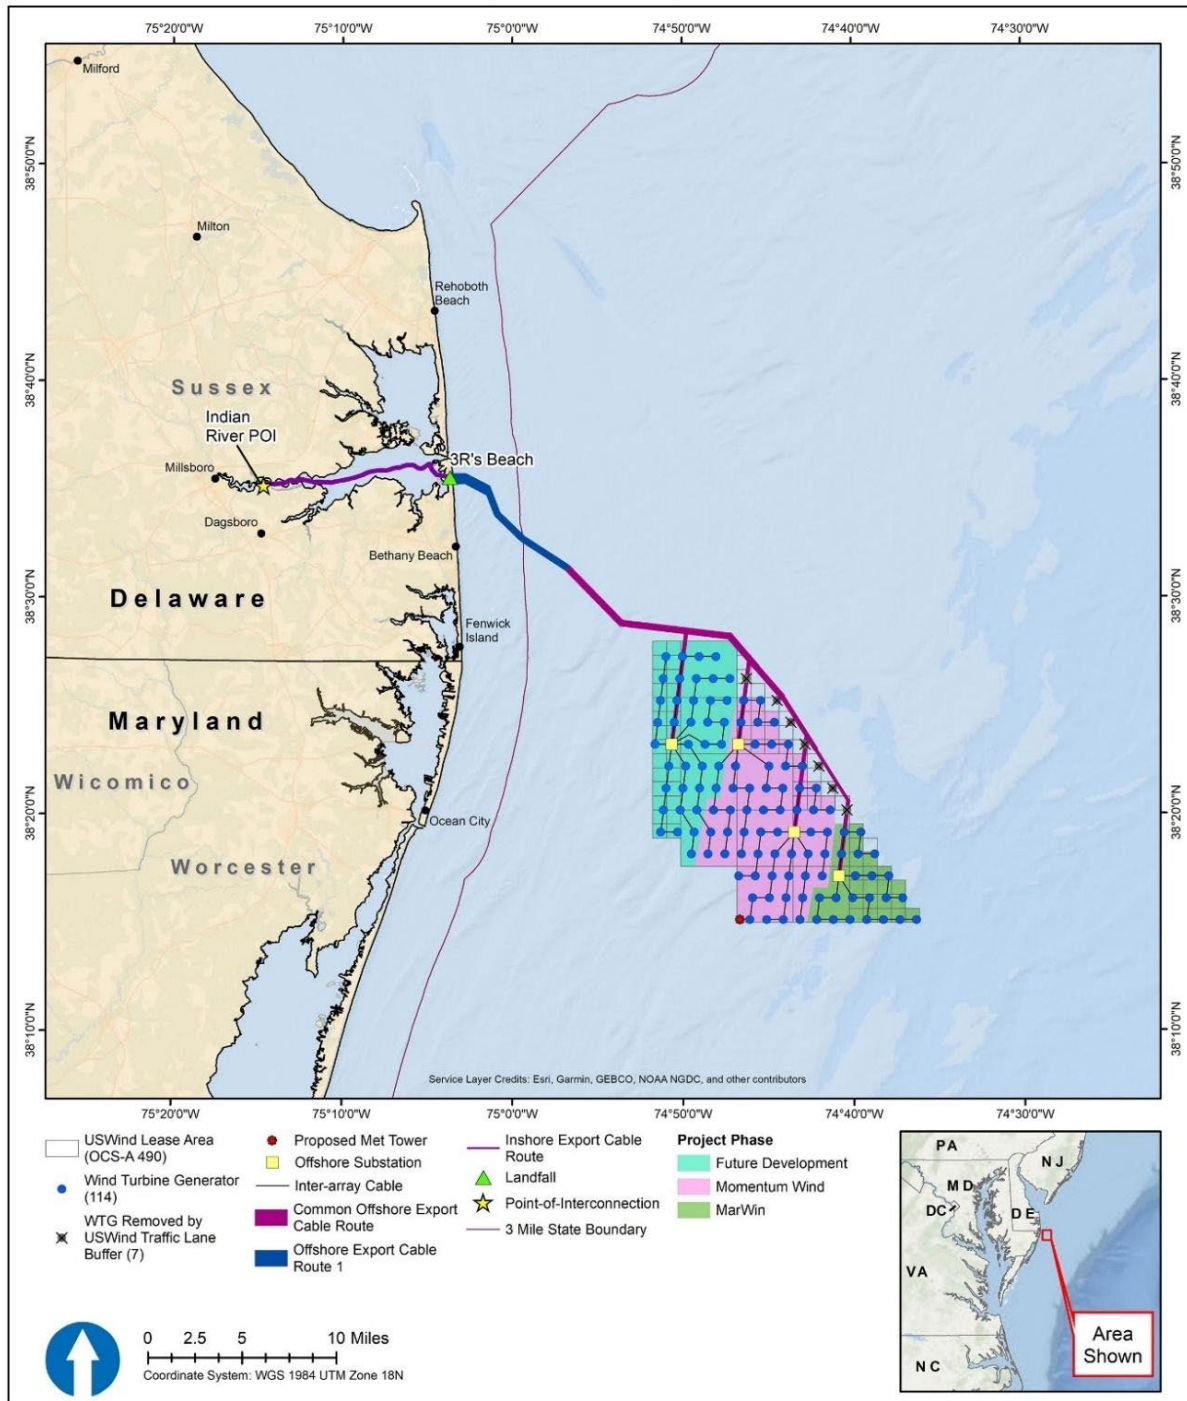 75°20'0"W 75°10'0"W 75°0'0"W 74°50'0"W 74°40'0"W 74°30'0"W
Milford
38°50'0"N 38°50'0"N
Milton
Rehoboth
Beach
38°40'0"N 38°40'0"N
Sussex
Indian
River POI
3R's Beach
Millsboro
Dagsboro
Bethany Beach
38°30'0"N 38°30'0"N
Delaware
Fenwick
Island
Maryland
Wicomico
38°20'0"N 38°20'0"N
Ocean City
Worcester
38°10'0"N 38°10'0"N
Service Layer Credits: Esri, Garmin, GEBCO, NOAA NGDC, and other contributors
75°20'0"W 75°10'0"W 75°0'0"W 74°50'0"W 74°40'0"W 74°30'0"W
USWind Lease Area
(OCS-A 490)
Wind Turbine Generator
(114)
WTG Removed by
USWind Traffic Lane
Buffer (7)
Proposed Met Tower
Offshore Substation
Inter-array Cable
Common Offshore Export
Cable Route
Offshore Export Cable
Route 1
Inshore Export Cable
Route
Landfall
Point-of-Interconnection
3 Mile State Boundary
Project Phase
Future Development
Momentum Wind
MarWin
0 2.5 5 10 Miles
Coordinate System: WGS 1984 UTM Zone 18N
PA
NJ
MD
DC
DE
VA
NC
Area
Shown